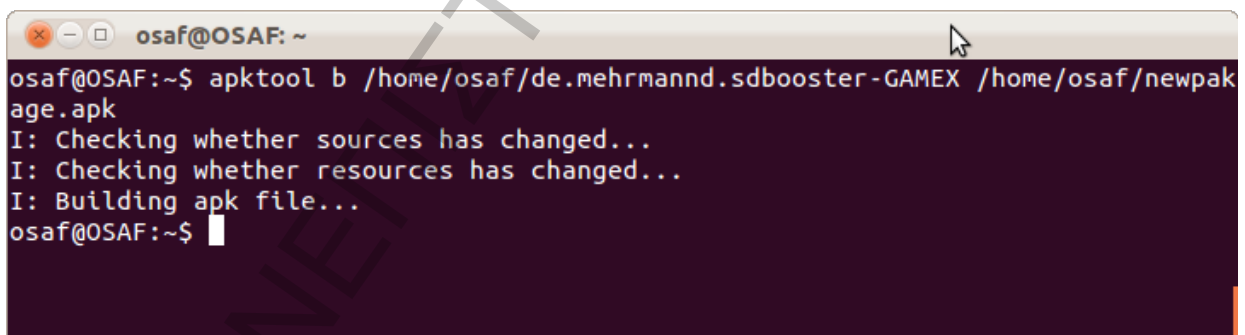 osaf@OSAF: ~
osaf@OSAF:~$ apktool b /home/osaf/de.mehrmannd.sdbooster-GAMEX /home/osaf/newpak
age.apk
I: Checking whether sources has changed...
I: Checking whether resources has changed...
I: Building apk file...
osaf@OSAF:~$